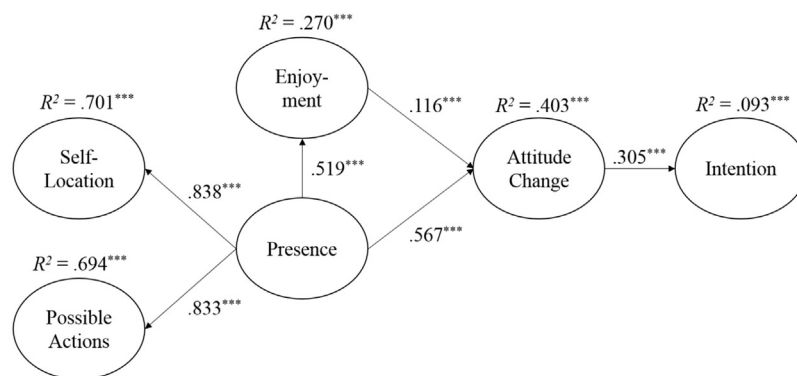 R² = .270***
Enjoy-
ment
R² = .701***
Self-
Location
.116***
R² = .403***
Attitude
Change
.305***
R² = .093***
Intention
.519***
.838***
Presence
.567***
R² = .694***
Possible
Actions
.833***